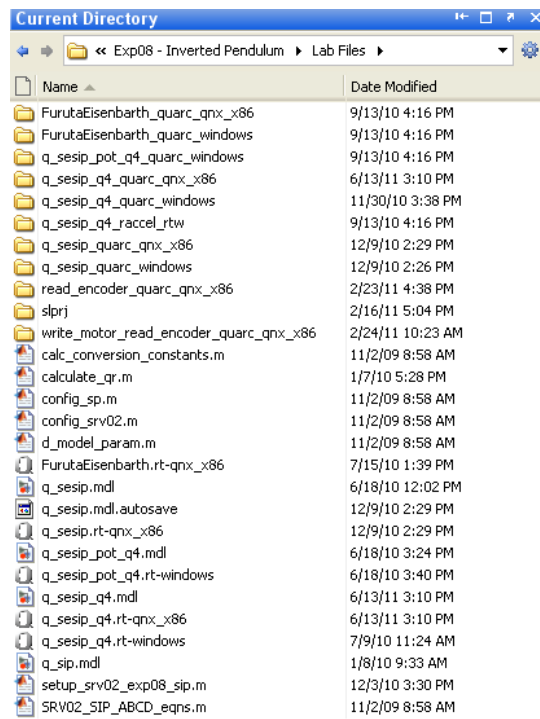 Current Directory
« Exp08 - Inverted Pendulum ▸ Lab Files ▸
Name Date Modified
FurutaEisenbarth_quarc_qnx_x86 9/13/10 4:16 PM
FurutaEisenbarth_quarc_windows 9/13/10 4:16 PM
q_sesip_pot_q4_quarc_windows 9/13/10 4:16 PM
q_sesip_q4_quarc_qnx_x86 6/13/11 3:10 PM
q_sesip_q4_quarc_windows 11/30/10 3:38 PM
q_sesip_q4_raccel_rtw 9/13/10 4:16 PM
q_sesip_quarc_qnx_x86 12/9/10 2:29 PM
q_sesip_quarc_windows 12/9/10 2:26 PM
read_encoder_quarc_qnx_x86 2/23/11 4:38 PM
slprj 2/16/11 5:04 PM
write_motor_read_encoder_quarc_qnx_x86 2/24/11 10:23 AM
calc_conversion_constants.m 11/2/09 8:58 AM
calculate_qr.m 1/7/10 5:28 PM
config_sp.m 11/2/09 8:58 AM
config_srv02.m 11/2/09 8:58 AM
d_model_param.m 11/2/09 8:58 AM
FurutaEisenbarth.rt-qnx_x86 7/15/10 1:39 PM
q_sesip.mdl 6/18/10 12:02 PM
q_sesip.mdl.autosave 12/9/10 2:29 PM
q_sesip.rt-qnx_x86 12/9/10 2:29 PM
q_sesip_pot_q4.mdl 6/18/10 3:24 PM
q_sesip_pot_q4.rt-windows 6/18/10 3:40 PM
q_sesip_q4.mdl 6/13/11 3:10 PM
q_sesip_q4.rt-qnx_x86 6/13/11 3:10 PM
q_sesip_q4.rt-windows 7/9/10 11:24 AM
q_sip.mdl 1/8/10 9:33 AM
setup_srv02_exp08_sip.m 12/3/10 3:30 PM
SRV02_SIP_ABCD_eqns.m 11/2/09 8:58 AM